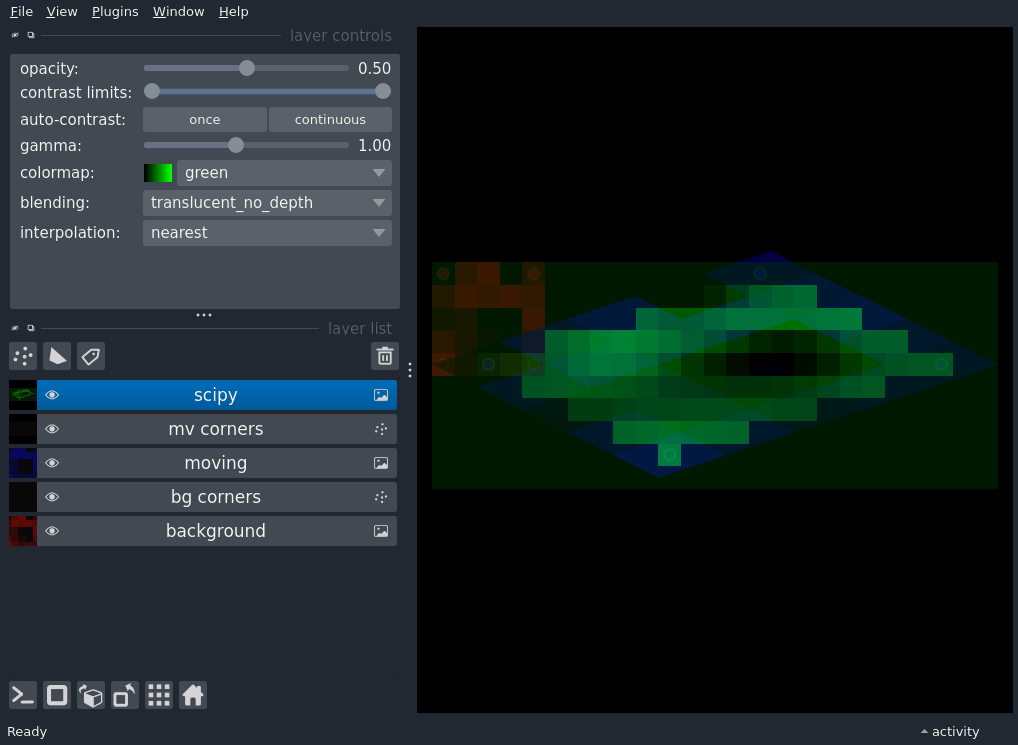 File View Plugins Window Help
layer controls
opacity: 0.50
contrast limits:
auto-contrast: once continuous
gamma: 1.00
colormap: green
blending: translucent_no_depth
interpolation: nearest
layer list
scipy
mv corners
moving
bg corners
background
Ready activity